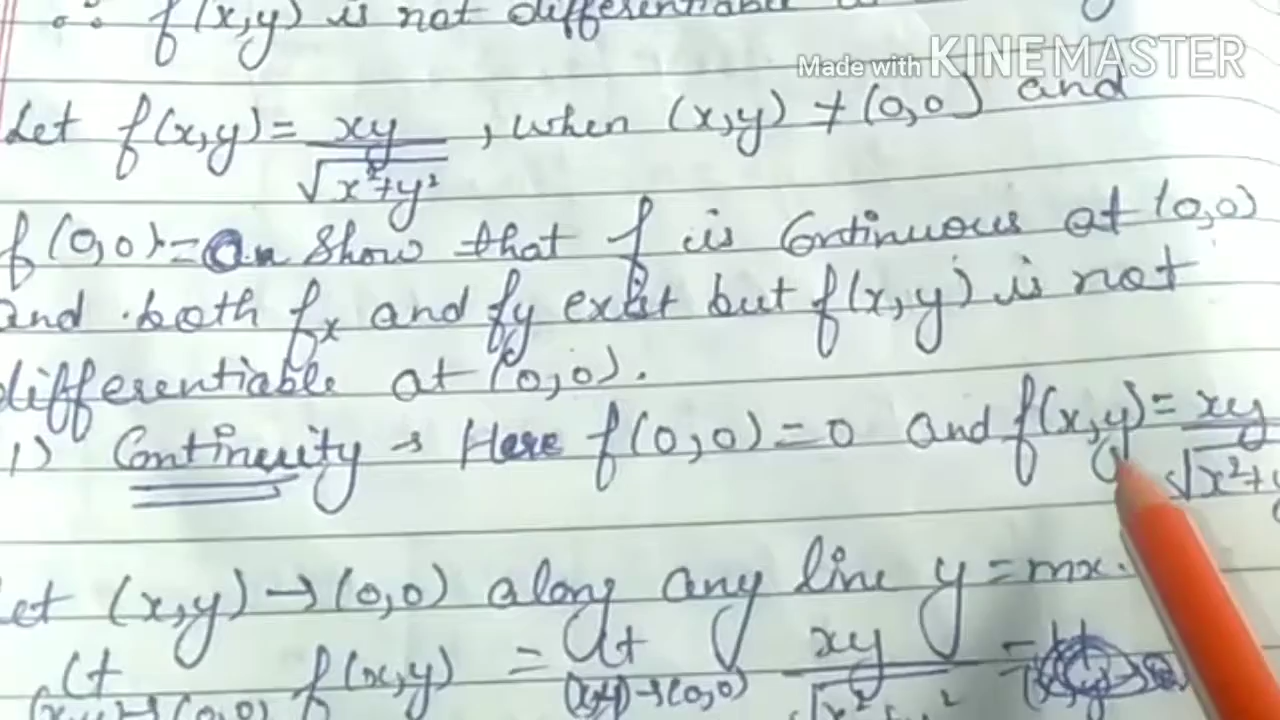 ∴ f(x,y) is not differentiable
Made with KINEMASTER
Let f(x,y) = xy/√x²+y² , when (x,y) ≠ (0,0) and
f(0,0) = 0 Show that f is Continuous at (0,0)
and both fx and fy exist but f(x,y) is not
differentiable at (0,0).
1) Continuity → Here f(0,0) = 0 and f(x,y) = xy/√x²+y
Let (x,y) → (0,0) along any line y = mx.
Lt (x,y)→(0,0) f(x,y) = Lt (x,y)→(0,0) xy/√x² y² =